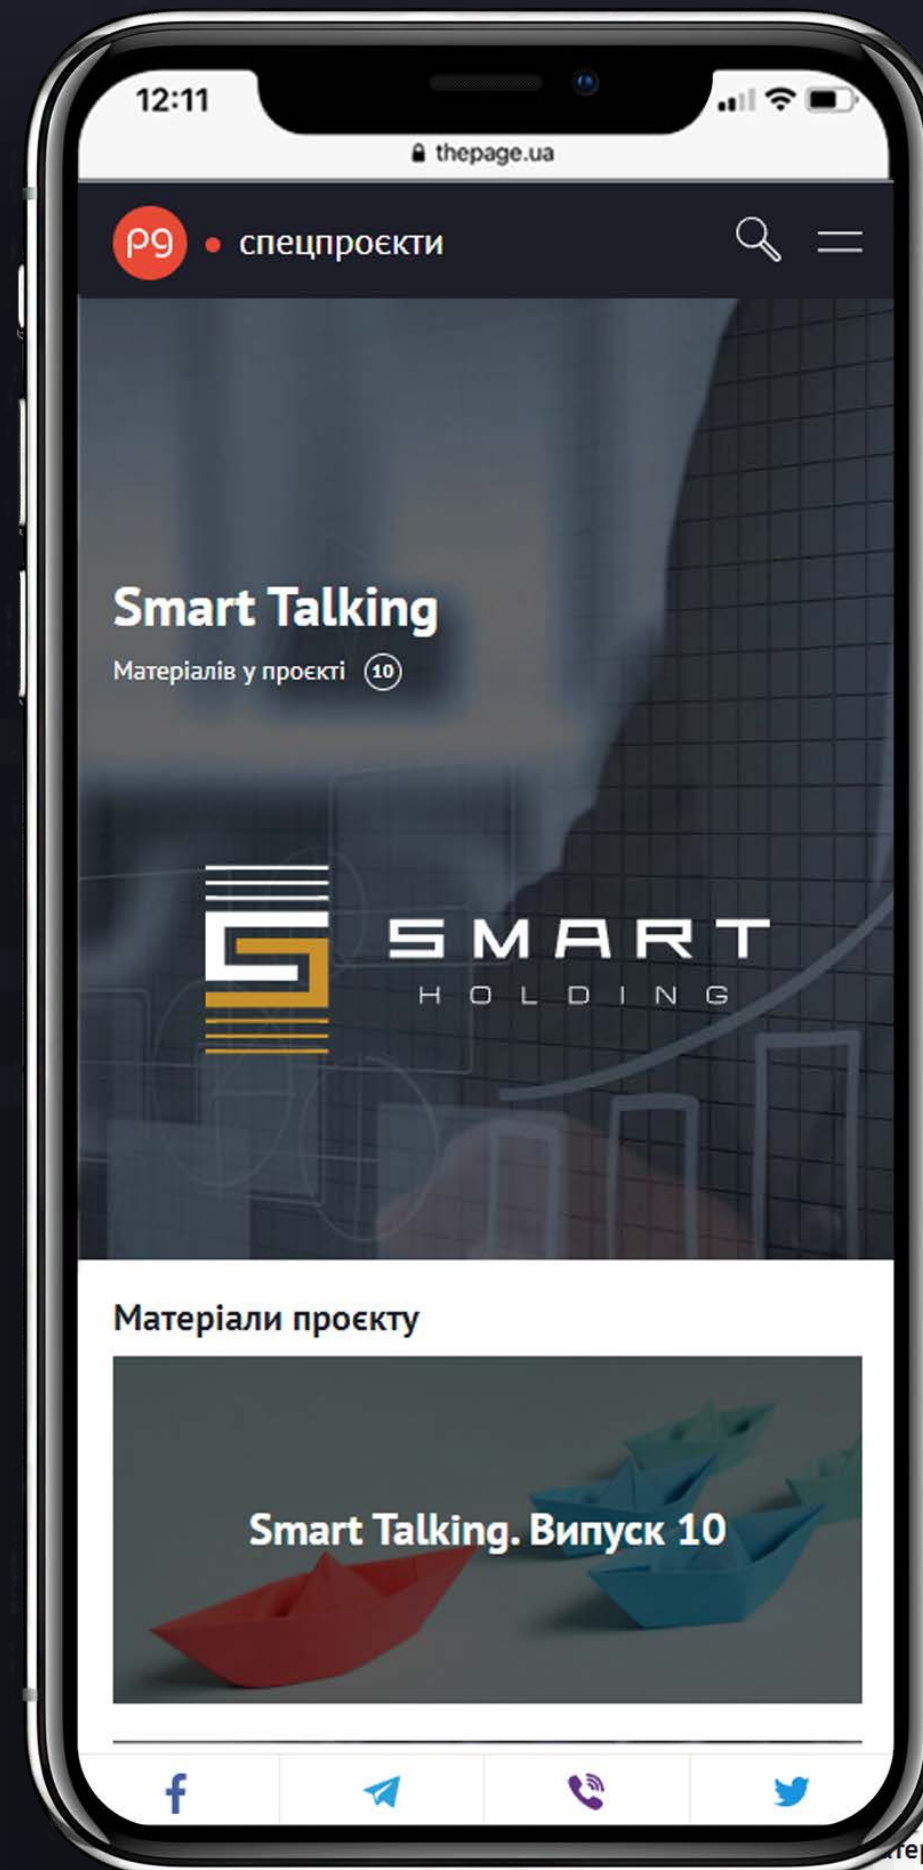 12:11
thepage.ua
pg • спецпроєкти
Smart Talking
Матеріалів у проєкті 10
SMART
HOLDING
Матеріали проєкту
Smart Talking. Випуск 10